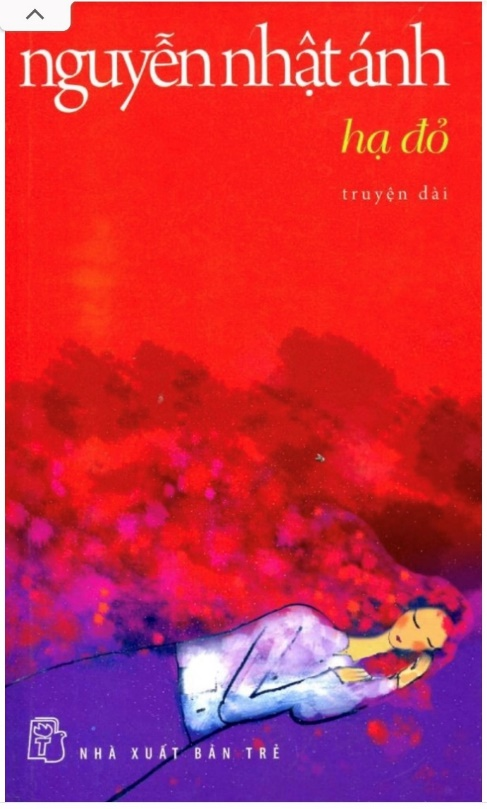 nguyễn nhật ánh
hạ đỏ
truyện dài
NHÀ XUẤT BẢN TRẺ